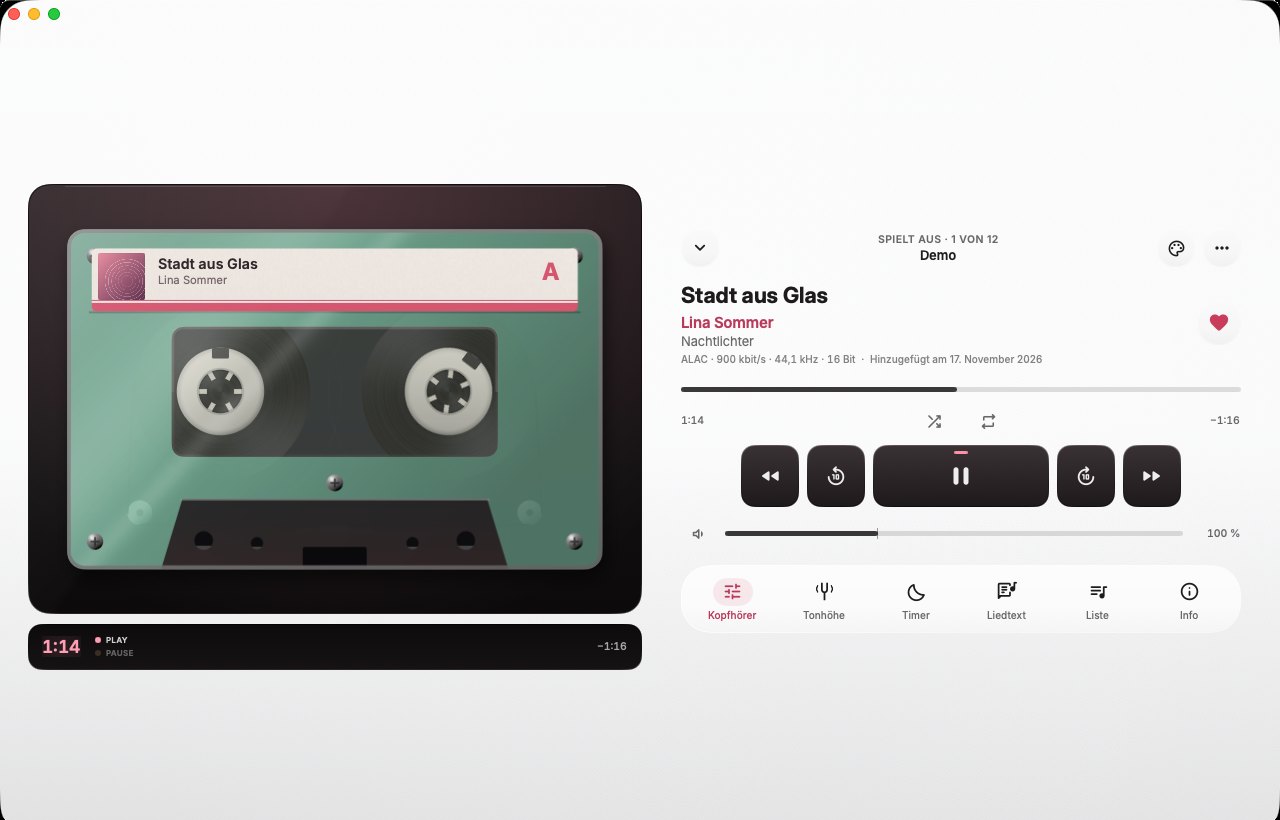 Stadt aus Glas
Lina Sommer
A
1:14
PLAY
PAUSE
−1:16
SPIELT AUS · 1 VON 12
Demo
Stadt aus Glas
Lina Sommer
Nachtlichter
ALAC · 900 kbit/s · 44,1 kHz · 16 Bit · Hinzugefügt am 17. November 2026
1:14
−1:16
10
10
100 %
Kopfhörer
Tonhöhe
Timer
Liedtext
Liste
Info